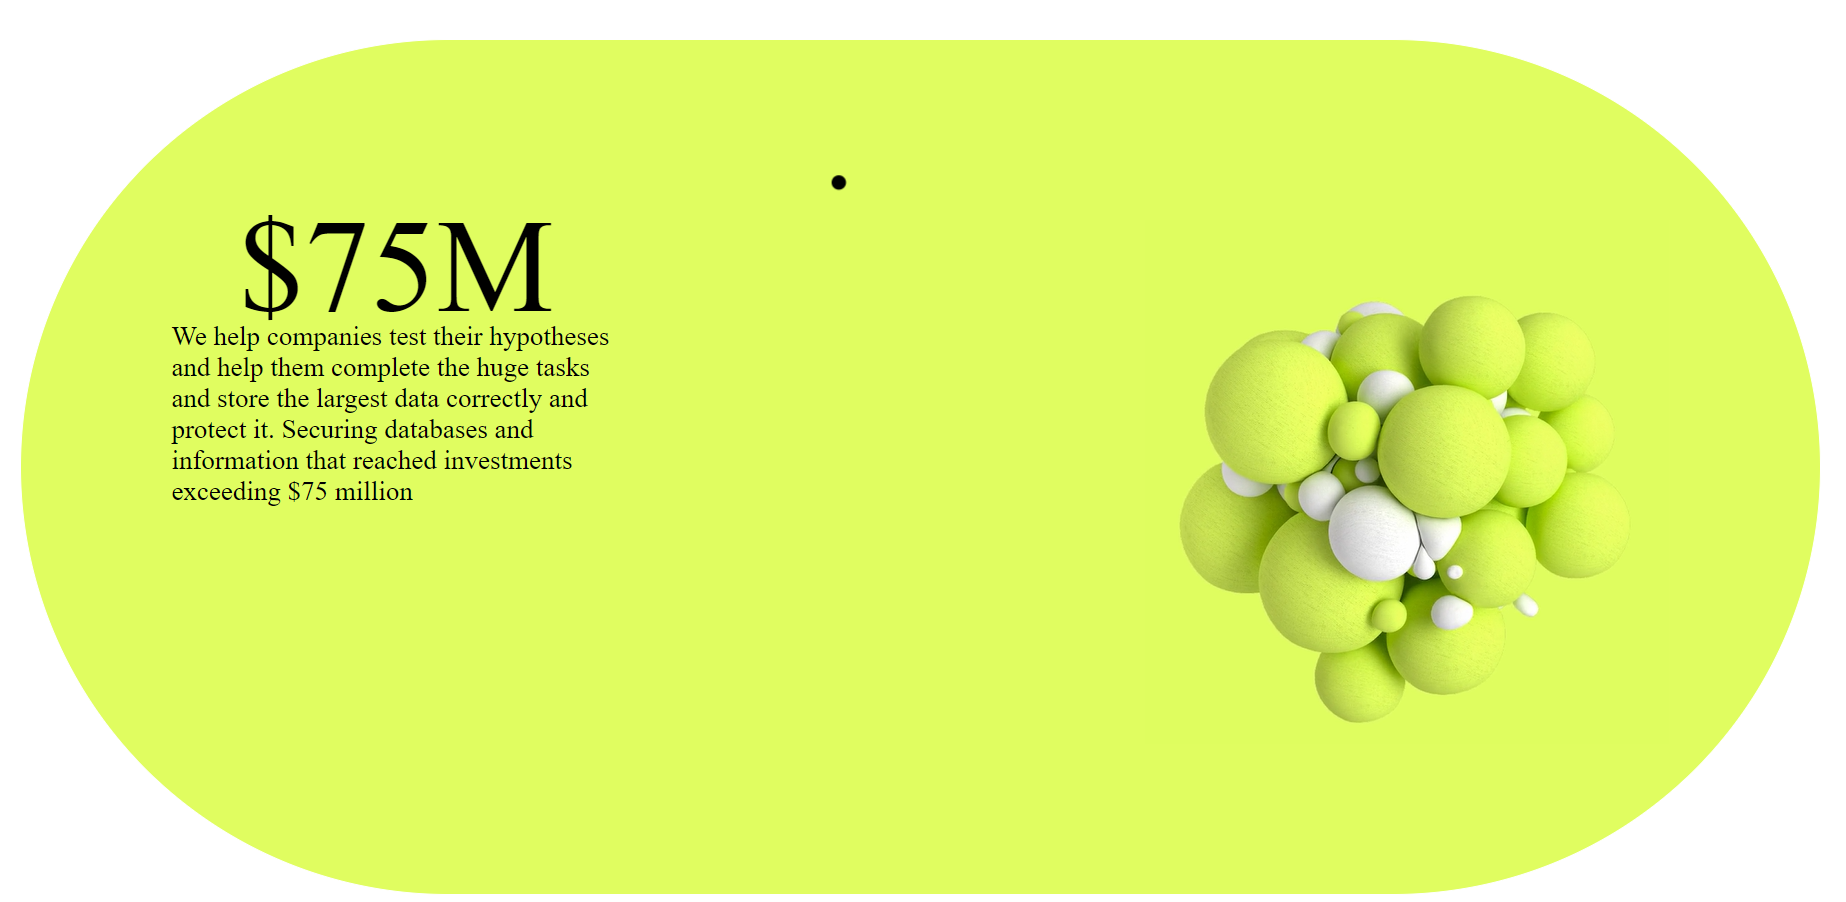 $75M
We help companies test their hypotheses
and help them complete the huge tasks
and store the largest data correctly and
protect it. Securing databases and
information that reached investments
exceeding $75 million